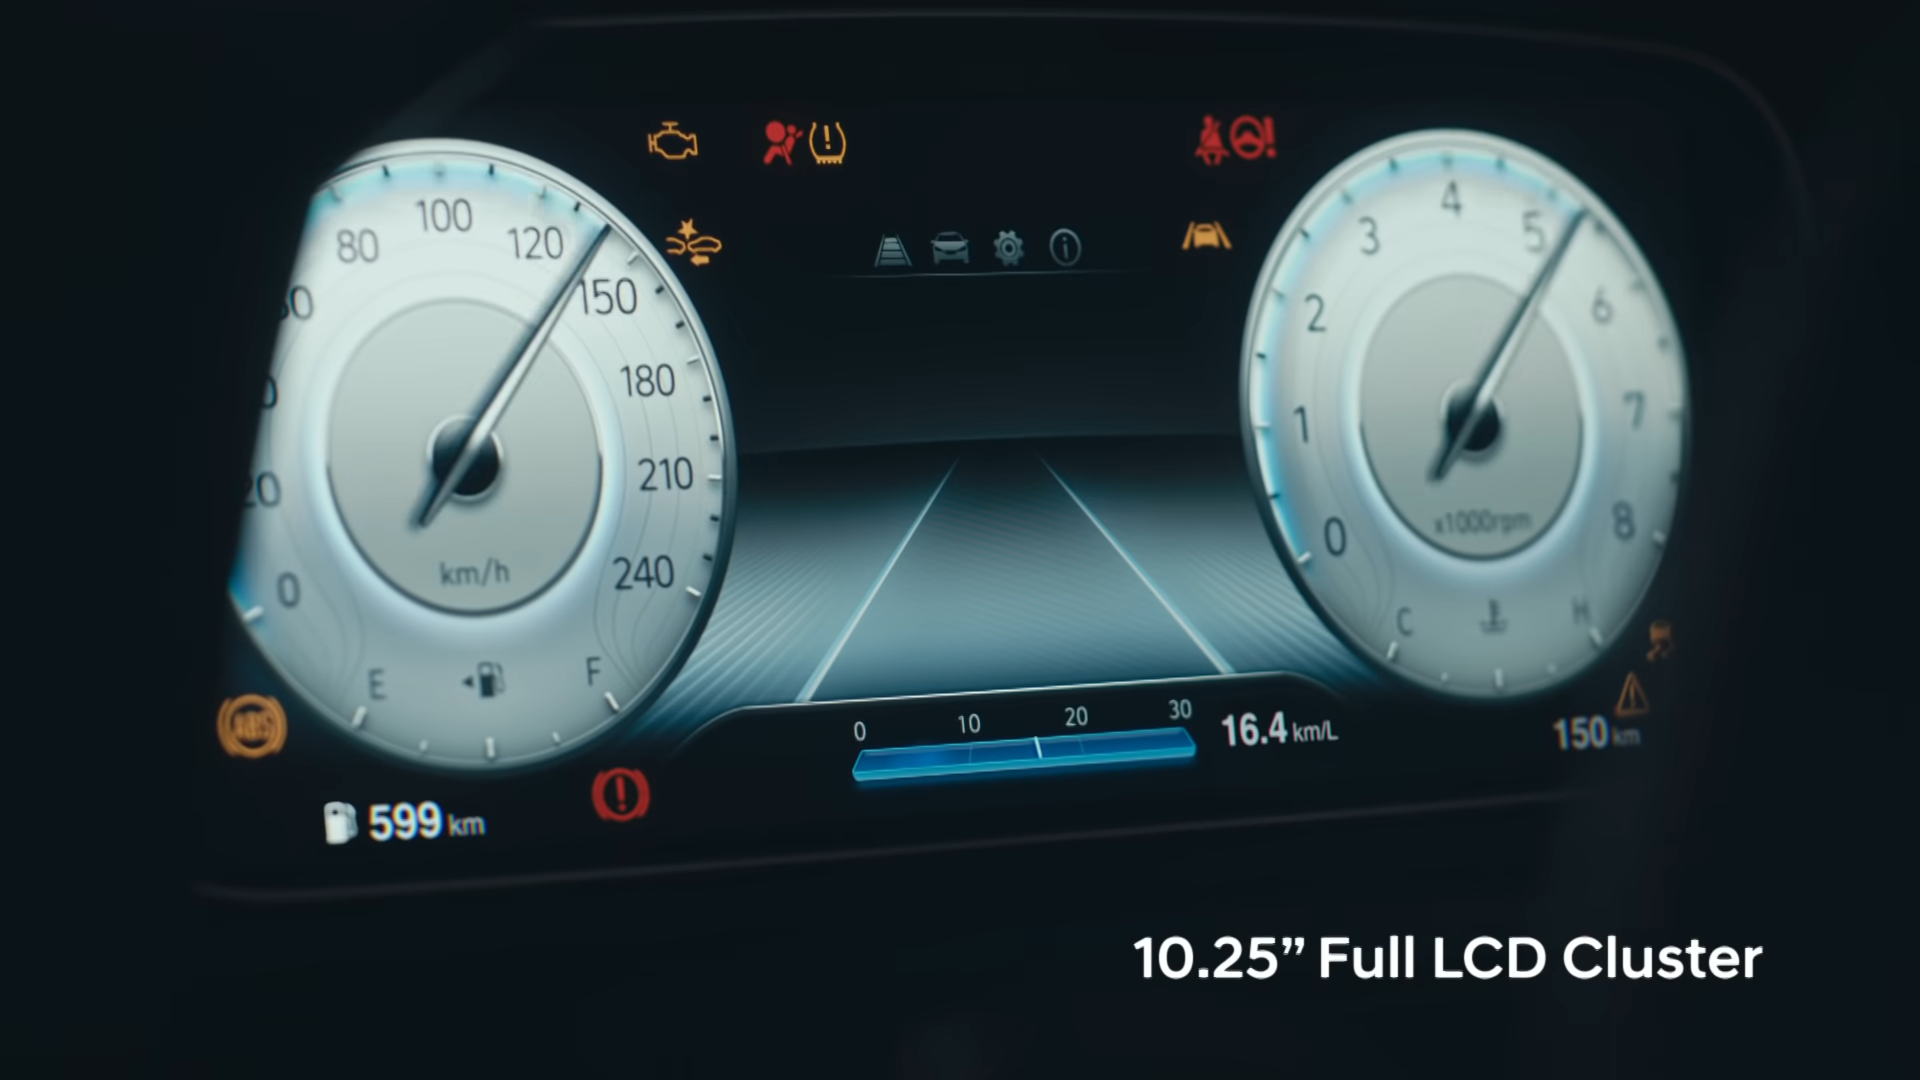 80 100 120 150 180 210 240
0
km/h
E F
ABS
599 km
0 10 20 30
16.4 km/L
0 1 2 3 4 5 6 7 8
x1000rpm
C H
150 km
10.25” Full LCD Cluster